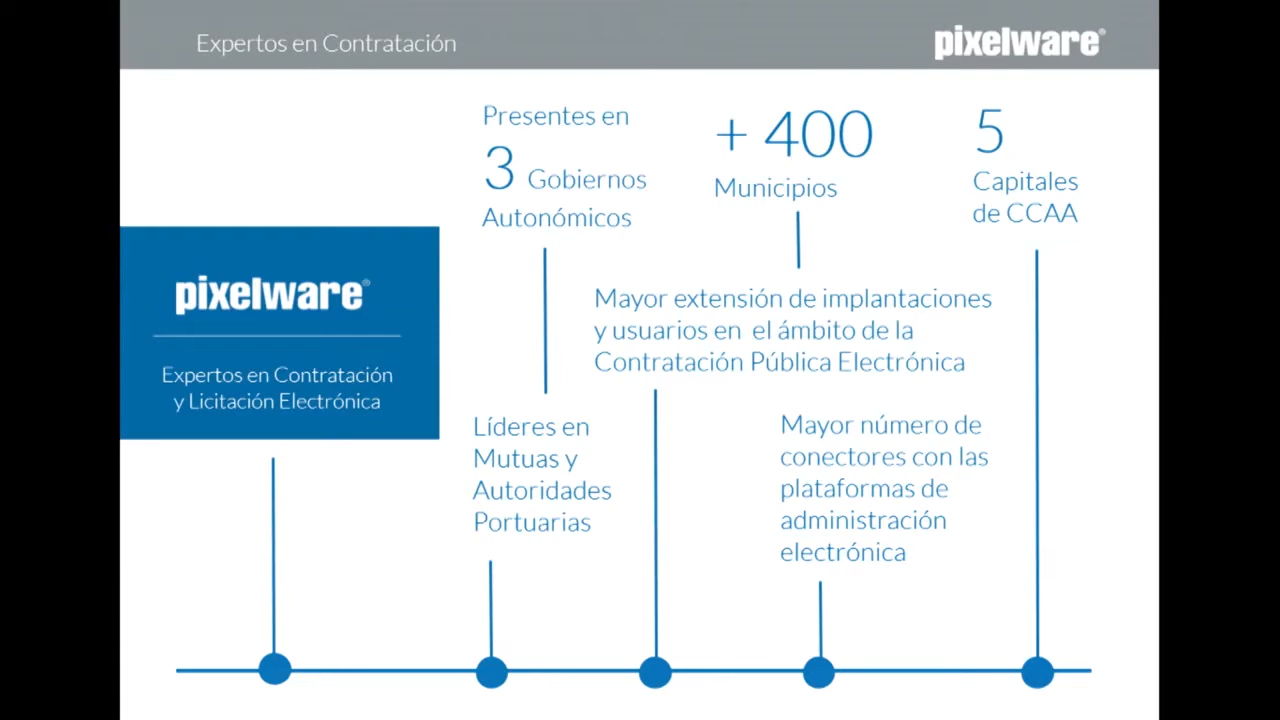 Expertos en Contratación
pixelware®
pixelware®
Expertos en Contratación
y Licitación Electrónica
Presentes en
3 Gobiernos
Autonómicos
+ 400
Municipios
5
Capitales
de CCAA
Mayor extensión de implantaciones
y usuarios en el ámbito de la
Contratación Pública Electrónica
Líderes en
Mutuas y
Autoridades
Portuarias
Mayor número de
conectores con las
plataformas de
administración
electrónica